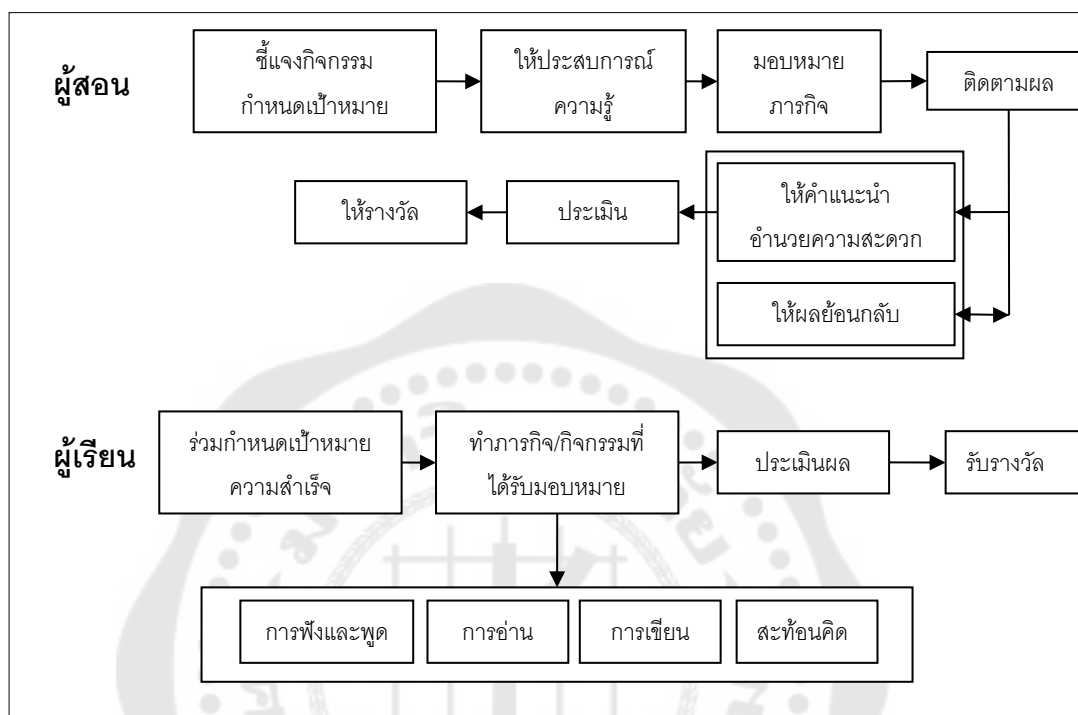 ผู้สอน
ชี้แจงกิจกรรม
กำหนดเป้าหมาย
ให้ประสบการณ์
ความรู้
มอบหมาย
ภารกิจ
ติดตามผล
ให้รางวัล
ประเมิน
ให้คำแนะนำ
อำนวยความสะดวก
ให้ผลย้อนกลับ
ผู้เรียน
ร่วมกำหนดเป้าหมาย
ความสำเร็จ
ทำภารกิจ/กิจกรรมที่
ได้รับมอบหมาย
ประเมินผล
รับรางวัล
การฟังและพูด
การอ่าน
การเขียน
สะท้อนคิด